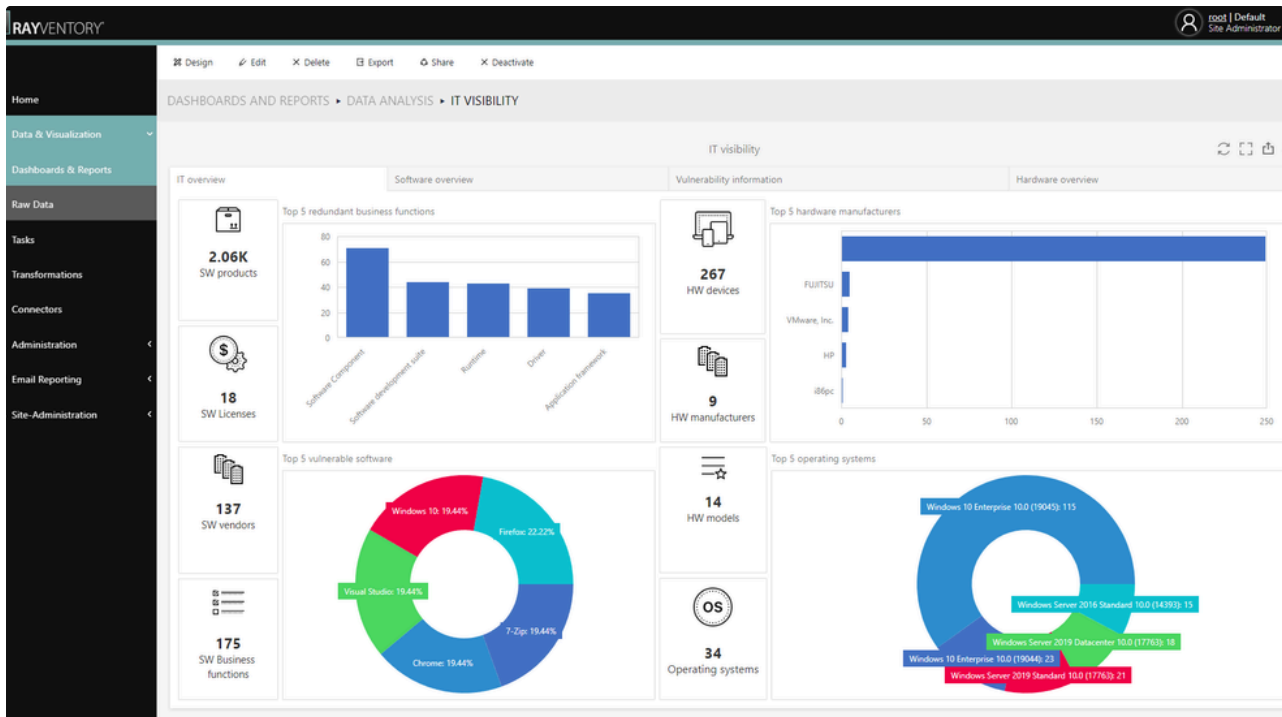 RAYVENTORY
root | Default
Site Administrator
Design Edit Delete Export Share Deactivate
Home
Data & Visualization
Dashboards & Reports
Raw Data
Tasks
Transformations
Connectors
Administration
Email Reporting
Site-Administration
DASHBOARDS AND REPORTS ▸ DATA ANALYSIS ▸ IT VISIBILITY
IT visibility
IT overview Software overview Vulnerability information Hardware overview
2.06K
SW products
18
SW Licenses
137
SW vendors
175
SW Business
functions
Top 5 redundant business functions
80
60
40
20
0
Software Component
Software development suite
Runtime
Driver
Application framework
Top 5 vulnerable software
Windows 10: 19.44%
Firefox: 22.22%
Visual Studio: 19.44%
7-Zip: 19.44%
Chrome: 19.44%
267
HW devices
9
HW manufacturers
14
HW models
OS
34
Operating systems
Top 5 hardware manufacturers
FUJITSU
VMware, Inc.
HP
i86pc
0 50 100 150 200 250
Top 5 operating systems
Windows 10 Enterprise 10.0 (19045): 115
Windows Server 2016 Standard 10.0 (14393): 15
Windows Server 2019 Datacenter 10.0 (17763): 18
Windows 10 Enterprise 10.0 (19044): 23
Windows Server 2019 Standard 10.0 (17763): 21